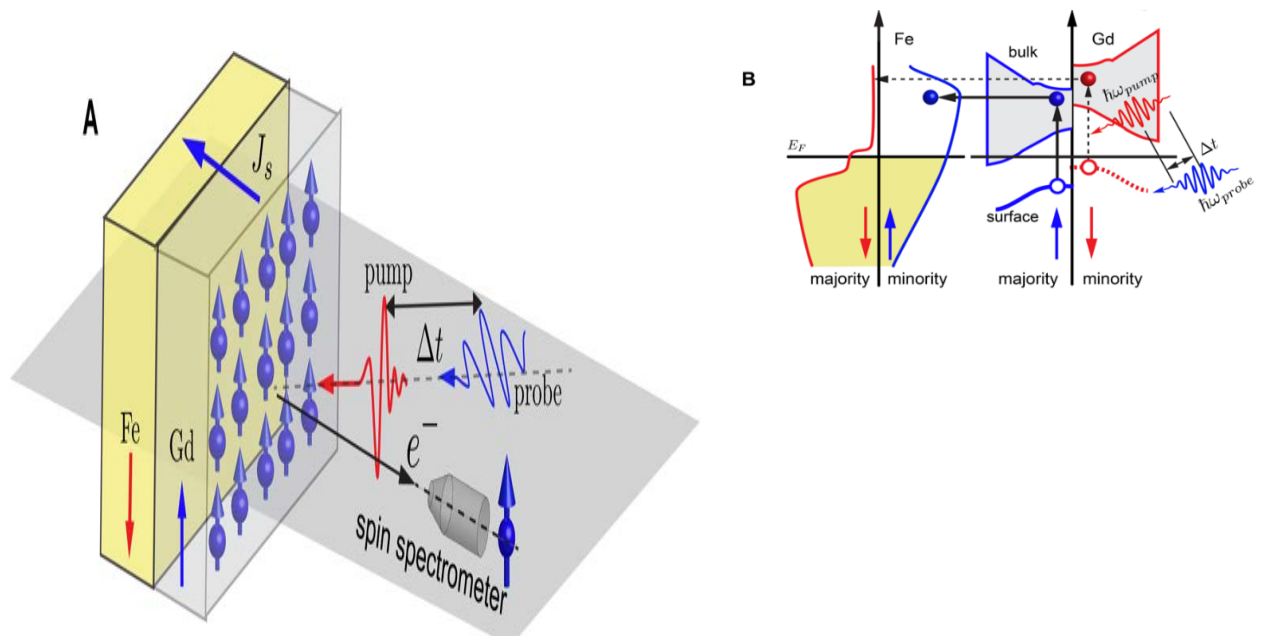 A
J_s
pump
Δt
probe
Fe
Gd
e^-
spin spectrometer
B
Fe
bulk
Gd
ℏω_pump
E_F
Δt
ℏω_probe
surface
majority
minority
majority
minority